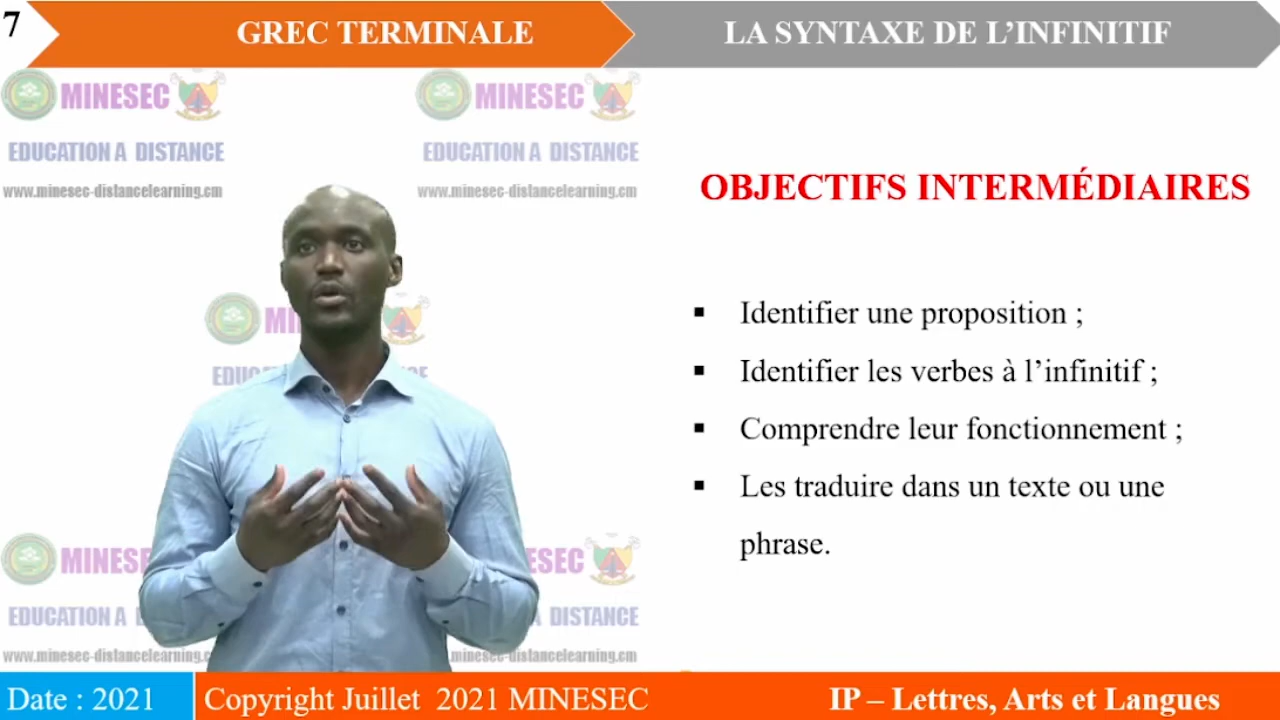 7
GREC TERMINALE
LA SYNTAXE DE L’INFINITIF
MINESEC
MINESEC
EDUCATION A DISTANCE
EDUCATION A DISTANCE
www.minesec-distancelearning.cm
www.minesec-distancelearning.cm
OBJECTIFS INTERMÉDIAIRES
▪ Identifier une proposition ;
▪ Identifier les verbes à l’infinitif ;
▪ Comprendre leur fonctionnement ;
▪ Les traduire dans un texte ou une
phrase.
EDUCATION A
DISTANCE
Date : 2021
Copyright Juillet 2021 MINESEC
IP – Lettres, Arts et Langues